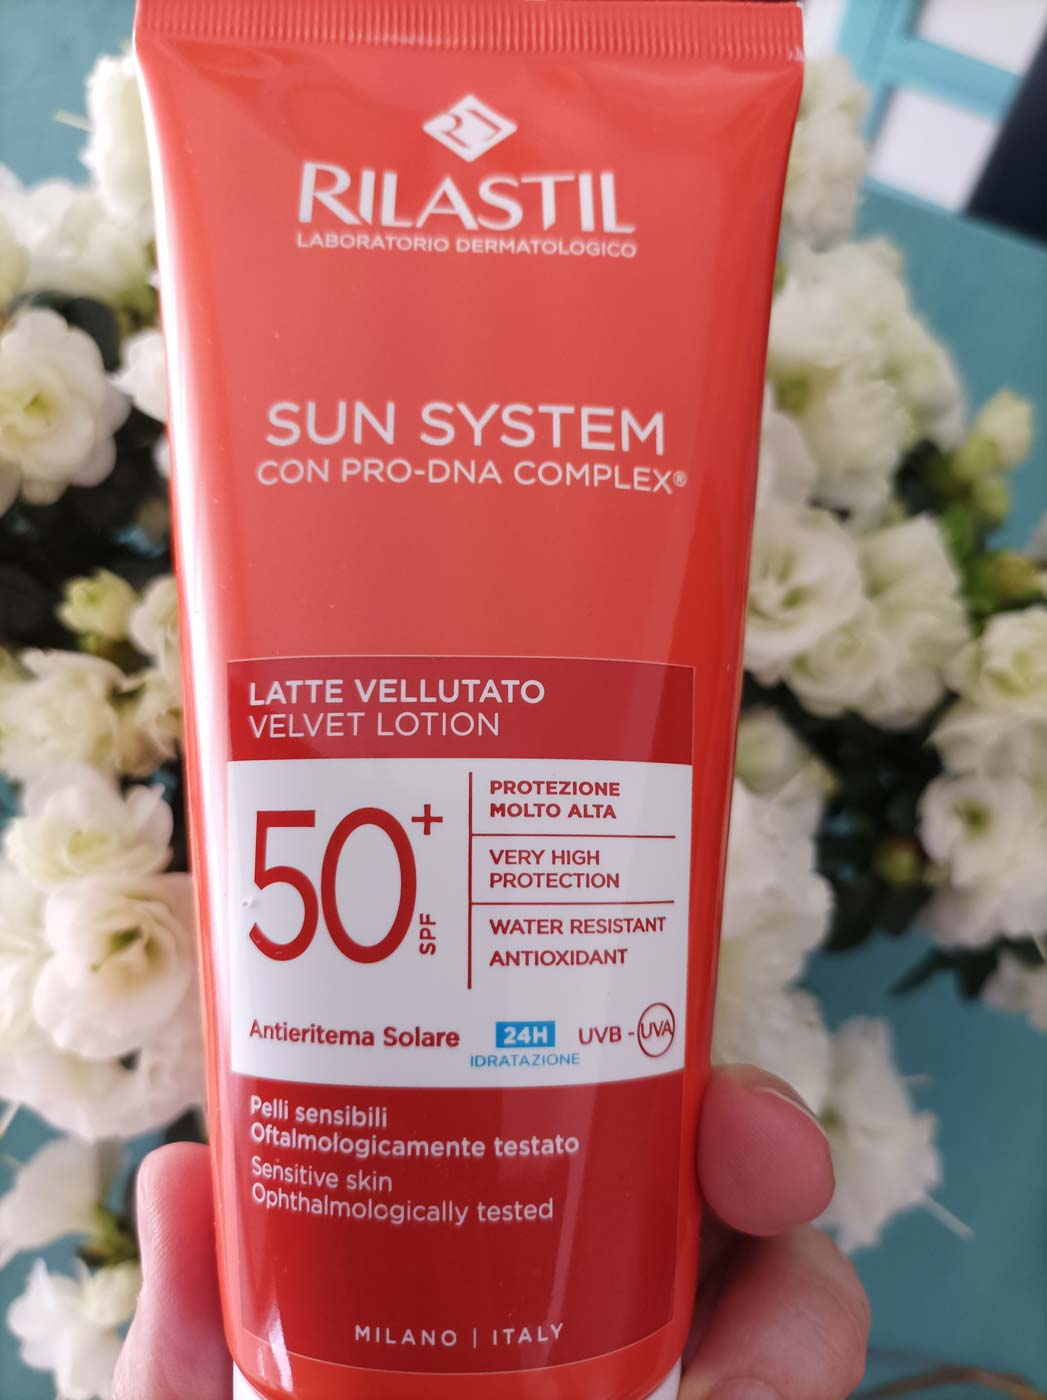 RILASTIL
LABORATORIO DERMATOLOGICO
SUN SYSTEM
CON PRO-DNA COMPLEX®
LATTE VELLUTATO
VELVET LOTION
50+ SPF
PROTEZIONE
MOLTO ALTA
VERY HIGH
PROTECTION
WATER RESISTANT
ANTIOXIDANT
Antieritema Solare
24H
IDRATAZIONE
UVB - UVA
Pelli sensibili
Oftalmologicamente testato
Sensitive skin
Ophthalmologically tested
MILANO | ITALY